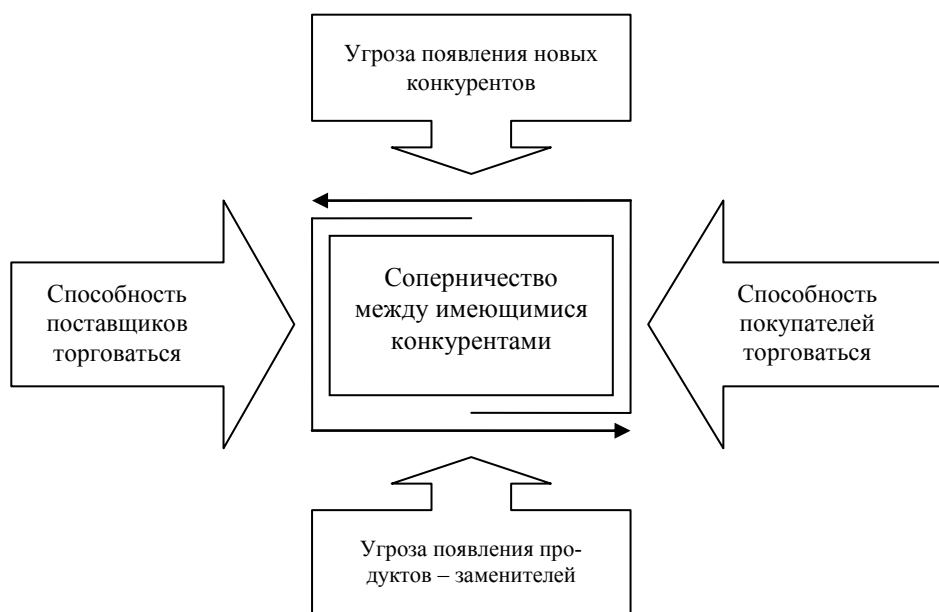 Угроза появления новых
конкурентов
Способность
поставщиков
торговаться
Соперничество
между имеющимися
конкурентами
Способность
покупателей
торговаться
Угроза появления про-
дуктов – заменителей